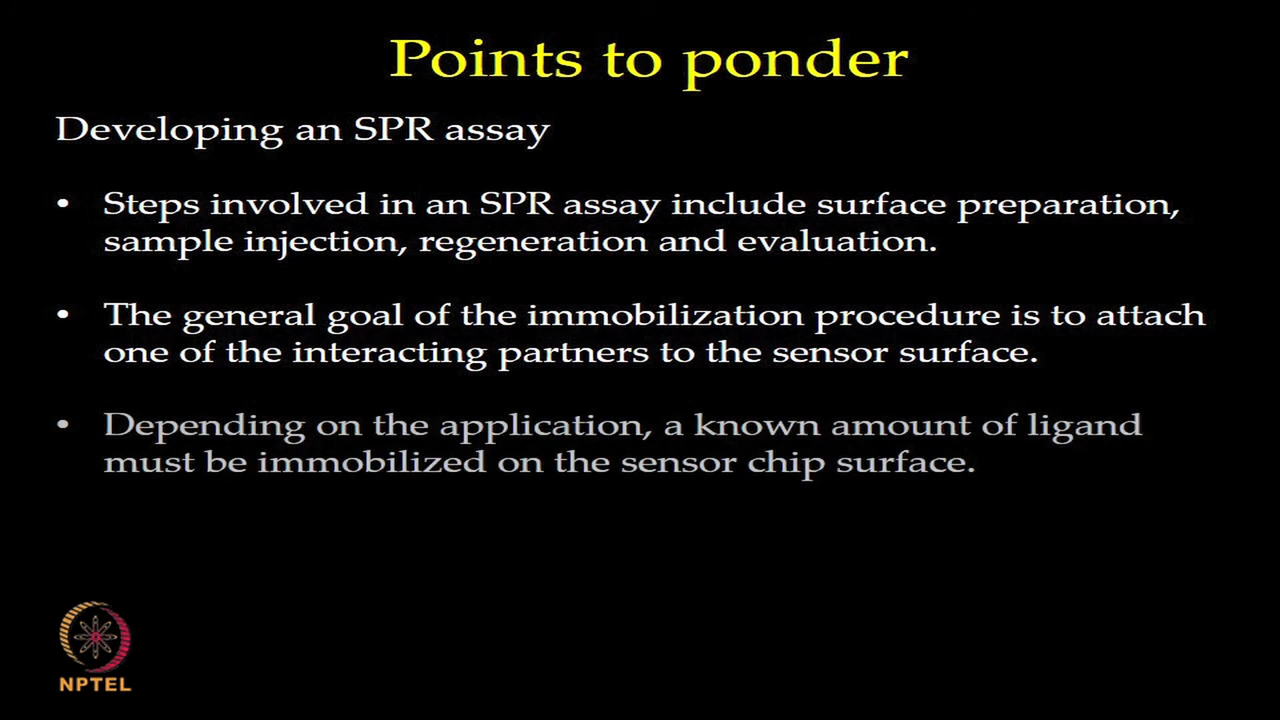 Points to ponder
Developing an SPR assay
• Steps involved in an SPR assay include surface preparation,
sample injection, regeneration and evaluation.
• The general goal of the immobilization procedure is to attach
one of the interacting partners to the sensor surface.
• Depending on the application, a known amount of ligand
must be immobilized on the sensor chip surface.
NPTEL